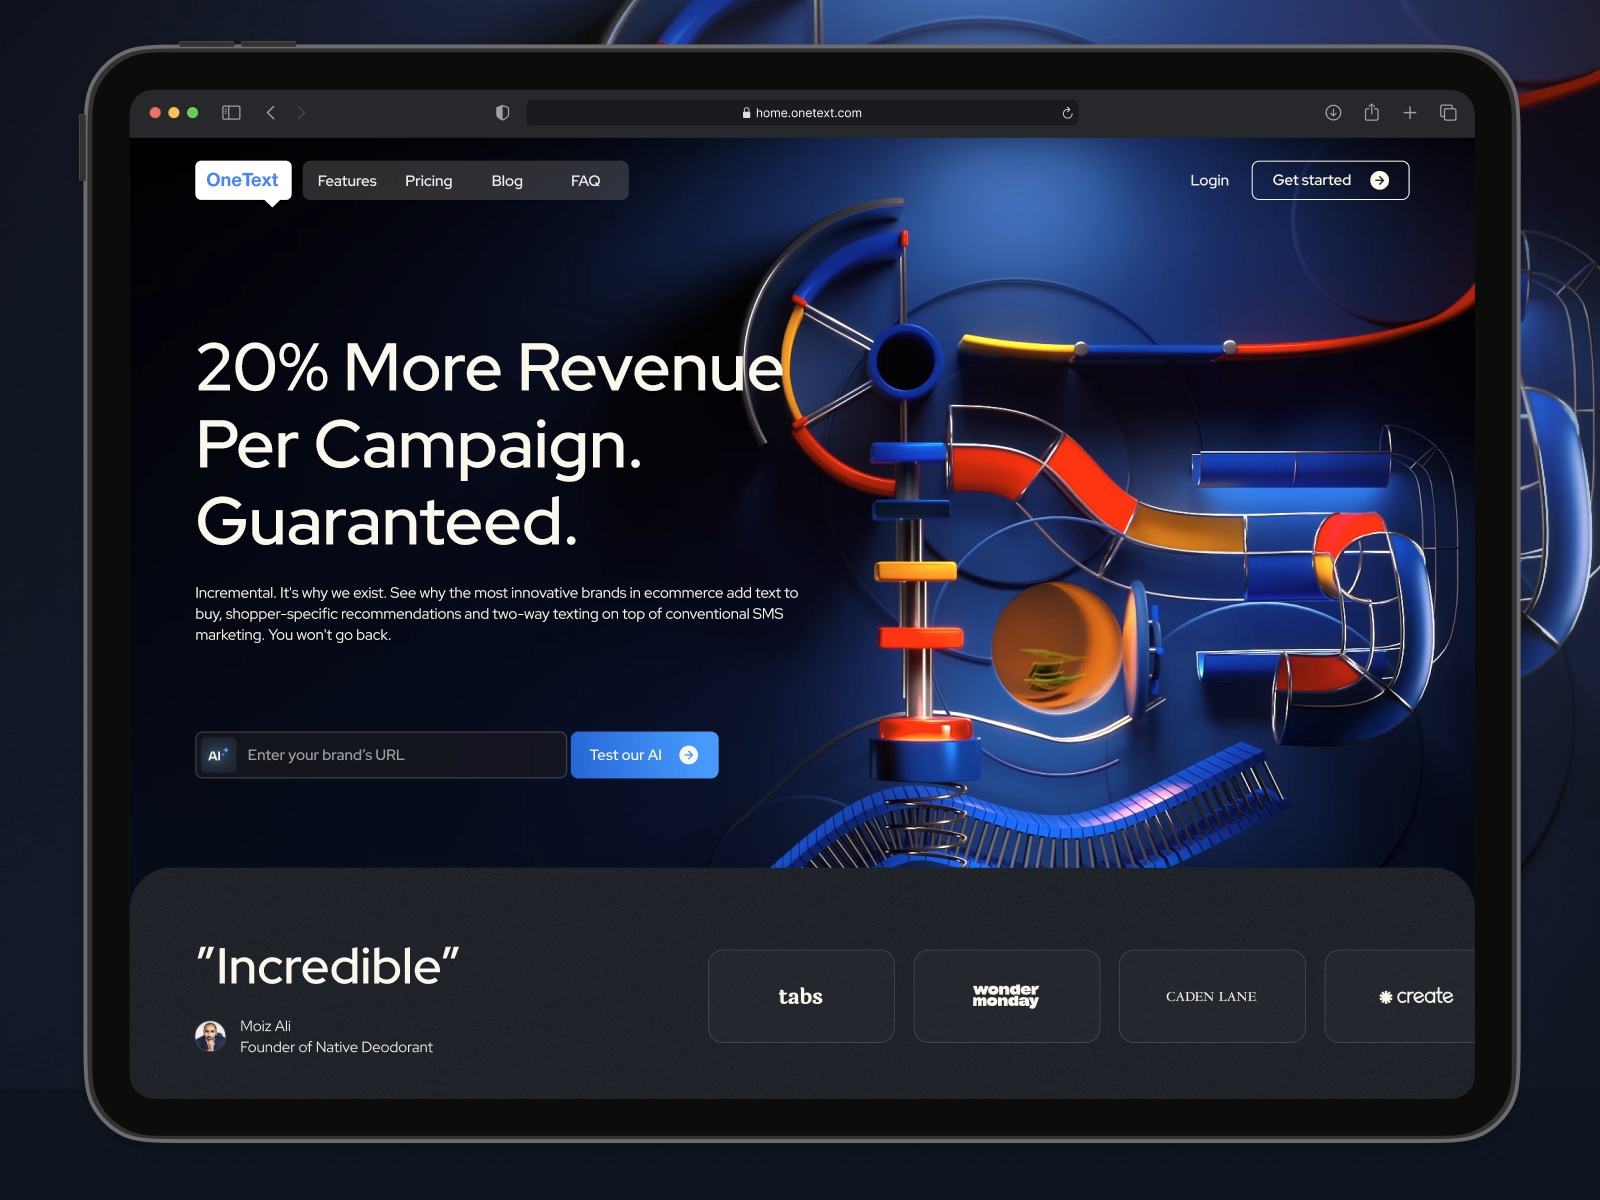 home.onetext.com
OneText
Features
Pricing
Blog
FAQ
Login
Get started
20% More Revenue
Per Campaign.
Guaranteed.
Incremental. It's why we exist. See why the most innovative brands in ecommerce add text to
buy, shopper-specific recommendations and two-way texting on top of conventional SMS
marketing. You won't go back.
AI
Enter your brand’s URL
Test our AI
”Incredible”
Moiz Ali
Founder of Native Deodorant
tabs
wonder
monday
CADEN LANE
create